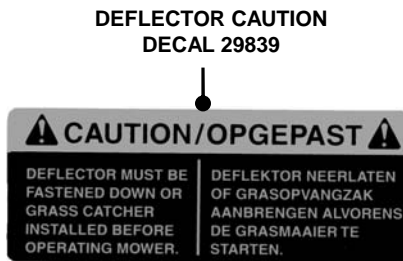 DEFLECTOR CAUTION
DECAL 29839
CAUTION/OPGEPAST
DEFLECTOR MUST BE
FASTENED DOWN OR
GRASS CATCHER
INSTALLED BEFORE
OPERATING MOWER.
DEFLEKTOR NEERLATEN
OF GRASOPVANGZAK
AANBRENGEN ALVORENS
DE GRASMAAIER TE
STARTEN.